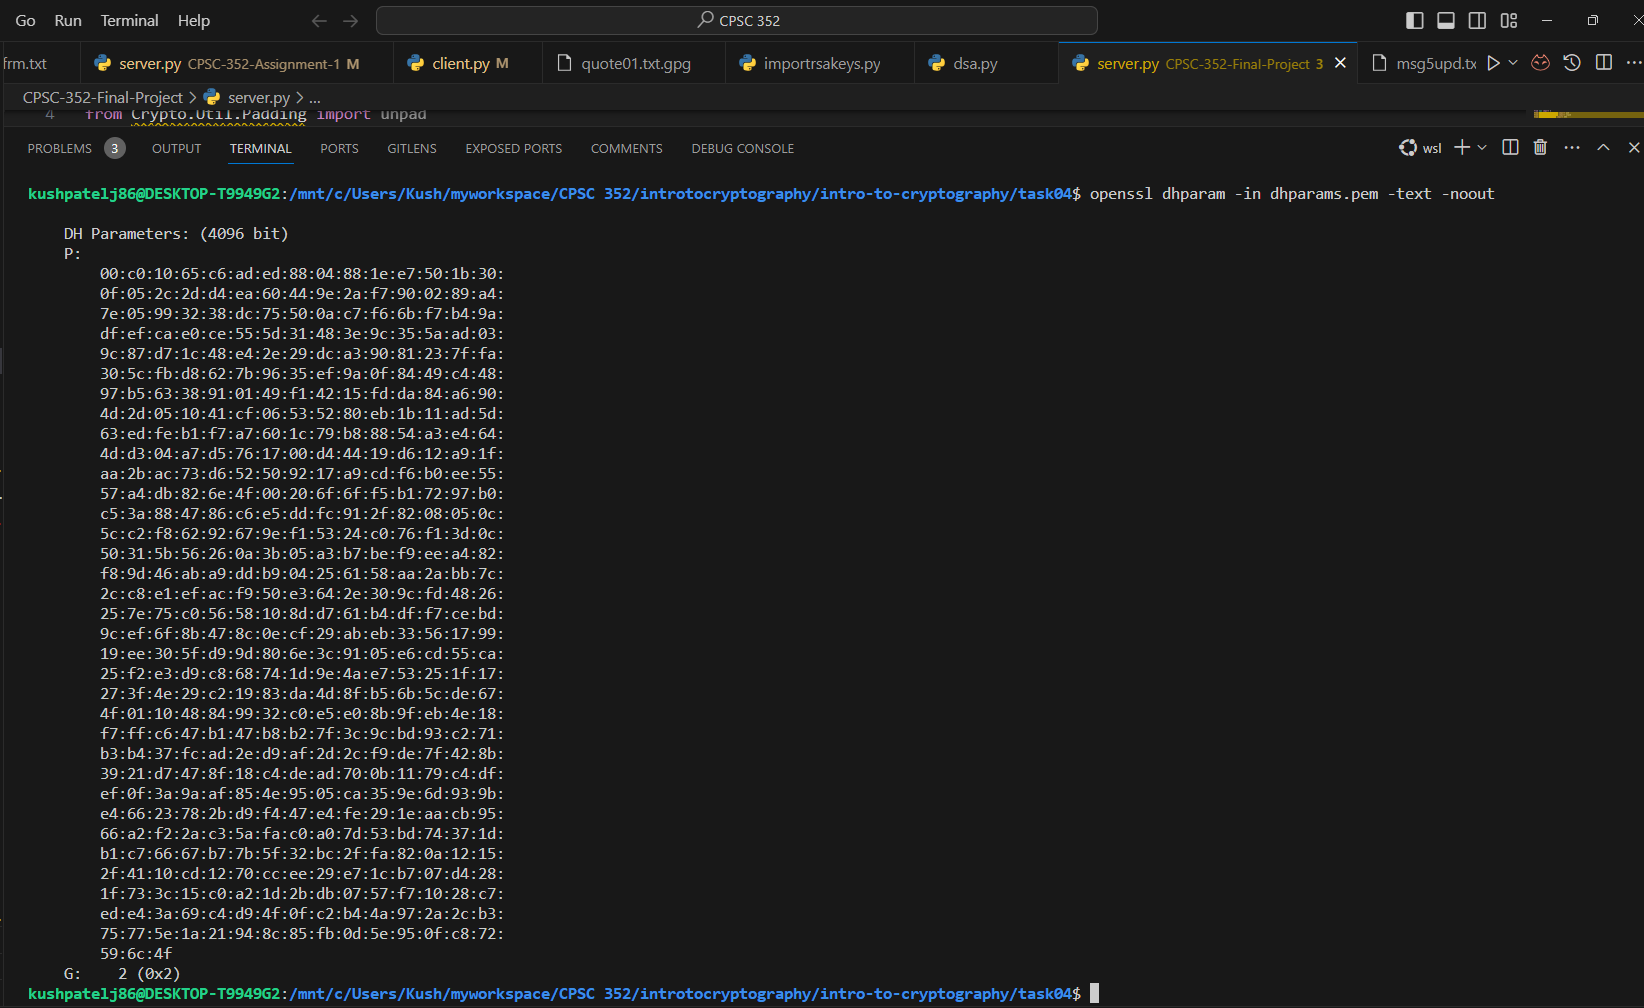 Go Run Terminal Help CPSC 352
frm.txt server.py CPSC-352-Assignment-1 M client.py M quote01.txt.gpg importrsakeys.py dsa.py server.py CPSC-352-Final-Project 3 msg5upd.tx
CPSC-352-Final-Project > server.py > ...
4 from Crypto.Util.Padding import unpad
PROBLEMS 3 OUTPUT TERMINAL PORTS GITLENS EXPOSED PORTS COMMENTS DEBUG CONSOLE wsl
kushpatelj86@DESKTOP-T9949G2:/mnt/c/Users/Kush/myworkspace/CPSC 352/introtocryptography/intro-to-cryptography/task04$ openssl dhparam -in dhparams.pem -text -noout
DH Parameters: (4096 bit)
P:
00:c0:10:65:c6:ad:ed:88:04:88:1e:e7:50:1b:30:
0f:05:2c:2d:d4:ea:60:44:9e:2a:f7:90:02:89:a4:
7e:05:99:32:38:dc:75:50:0a:c7:f6:6b:f7:b4:9a:
df:ef:ca:e0:ce:55:5d:31:48:3e:9c:35:5a:ad:03:
9c:87:d7:1c:48:e4:2e:29:dc:a3:90:81:23:7f:fa:
30:5c:fb:d8:62:7b:96:35:ef:9a:0f:84:49:c4:48:
97:b5:63:38:91:01:49:f1:42:15:fd:da:84:a6:90:
4d:2d:05:10:41:cf:06:53:52:80:eb:1b:11:ad:5d:
63:ed:fe:b1:f7:a7:60:1c:79:b8:88:54:a3:e4:64:
4d:d3:04:a7:d5:76:17:00:d4:44:19:d6:12:a9:1f:
aa:2b:ac:73:d6:52:50:92:17:a9:cd:f6:b0:ee:55:
57:a4:db:82:6e:4f:00:20:6f:6f:f5:b1:72:97:b0:
c5:3a:88:47:86:c6:e5:dd:fc:91:2f:82:08:05:0c:
5c:c2:f8:62:92:67:9e:f1:53:24:c0:76:f1:3d:0c:
50:31:5b:56:26:0a:3b:05:a3:b7:be:f9:ee:a4:82:
f8:9d:46:ab:a9:dd:b9:04:25:61:58:aa:2a:bb:7c:
2c:c8:e1:ef:ac:f9:50:e3:64:2e:30:9c:fd:48:26:
25:7e:75:c0:56:58:10:8d:d7:61:b4:df:f7:ce:bd:
9c:ef:6f:8b:47:8c:0e:cf:29:ab:eb:33:56:17:99:
19:ee:30:5f:d9:9d:80:6e:3c:91:05:e6:cd:55:ca:
25:f2:e3:d9:c8:68:74:1d:9e:4a:e7:53:25:1f:17:
27:3f:4e:29:c2:19:83:da:4d:8f:b5:6b:5c:de:67:
4f:01:10:48:84:99:32:c0:e5:e0:8b:9f:eb:4e:18:
f7:ff:c6:47:b1:47:b8:b2:7f:3c:9c:bd:93:c2:71:
b3:b4:37:fc:ad:2e:d9:af:2d:2c:f9:de:7f:42:8b:
39:21:d7:47:8f:18:c4:de:ad:70:0b:11:79:c4:df:
ef:0f:3a:9a:af:85:4e:95:05:ca:35:9e:6d:93:9b:
e4:66:23:78:2b:d9:f4:47:e4:fe:29:1e:aa:cb:95:
66:a2:f2:2a:c3:5a:fa:c0:a0:7d:53:bd:74:37:1d:
b1:c7:66:67:b7:7b:5f:32:bc:2f:fa:82:0a:12:15:
2f:41:10:cd:12:70:cc:ee:29:e7:1c:b7:07:d4:28:
1f:73:3c:15:c0:a2:1d:2b:db:07:57:f7:10:28:c7:
ed:e4:3a:69:c4:d9:4f:0f:c2:b4:4a:97:2a:2c:b3:
75:77:5e:1a:21:94:8c:85:fb:0d:5e:95:0f:c8:72:
59:6c:4f
G: 2 (0x2)
kushpatelj86@DESKTOP-T9949G2:/mnt/c/Users/Kush/myworkspace/CPSC 352/introtocryptography/intro-to-cryptography/task04$